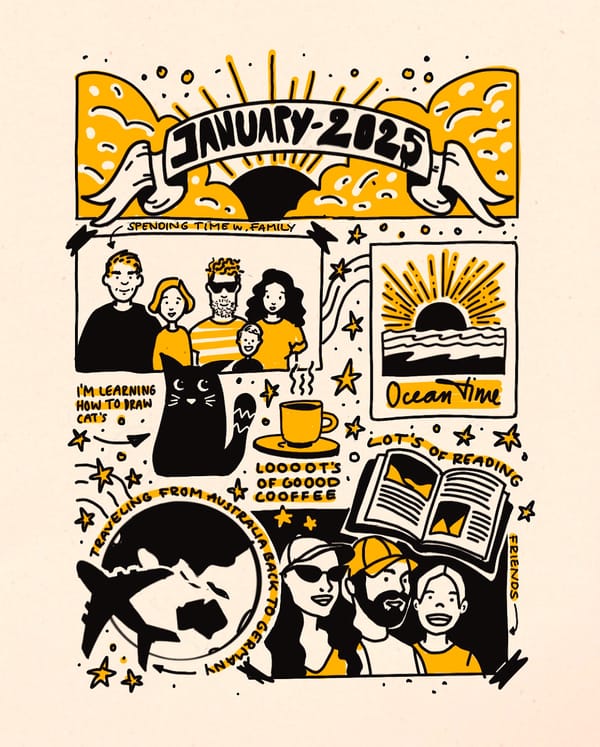 JANUARY-2025
SPENDING TIME W. FAMILY
I'M LEARNING
HOW TO DRAW
CAT'S
Ocean Time
LOOOOT'S
OF GOOOD
COOFFEE
LOT'S OF READING
TRAVELING FROM AUSTRALIA BACK TO GERMANY
FRIENDS